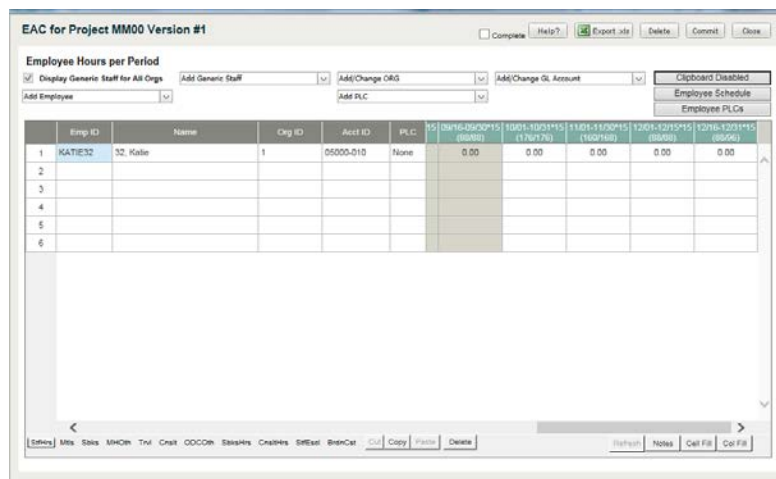 EAC for Project MM00 Version #1
Complete Help? Export .xls Delete Commit Close
Employee Hours per Period
Display Generic Staff for All Orgs Add Generic Staff Add/Change ORG Add/Change GL Account Clipboard Disabled
Add Employee Add PLC Employee Schedule
Employee PLCs
Emp ID Name Org ID Acct ID PLC 15 09/16-09/30*15 10/01-10/31*15 11/01-11/30*15 12/01-12/15*15 12/16-12/31*15
(88/88) (176/176) (160/168) (88/88) (88/96)
1 KATIE32 32, Katie 1 05000-010 None 0.00 0.00 0.00 0.00 0.00
2
3
4
5
6
StfHrs Mtls Sbks MHOth Trvl Cnslt ODCOth SbksHrs CnsltHrs StfEscl BrdnCst Cut Copy Paste Delete Refresh Notes Cell Fill Col Fill